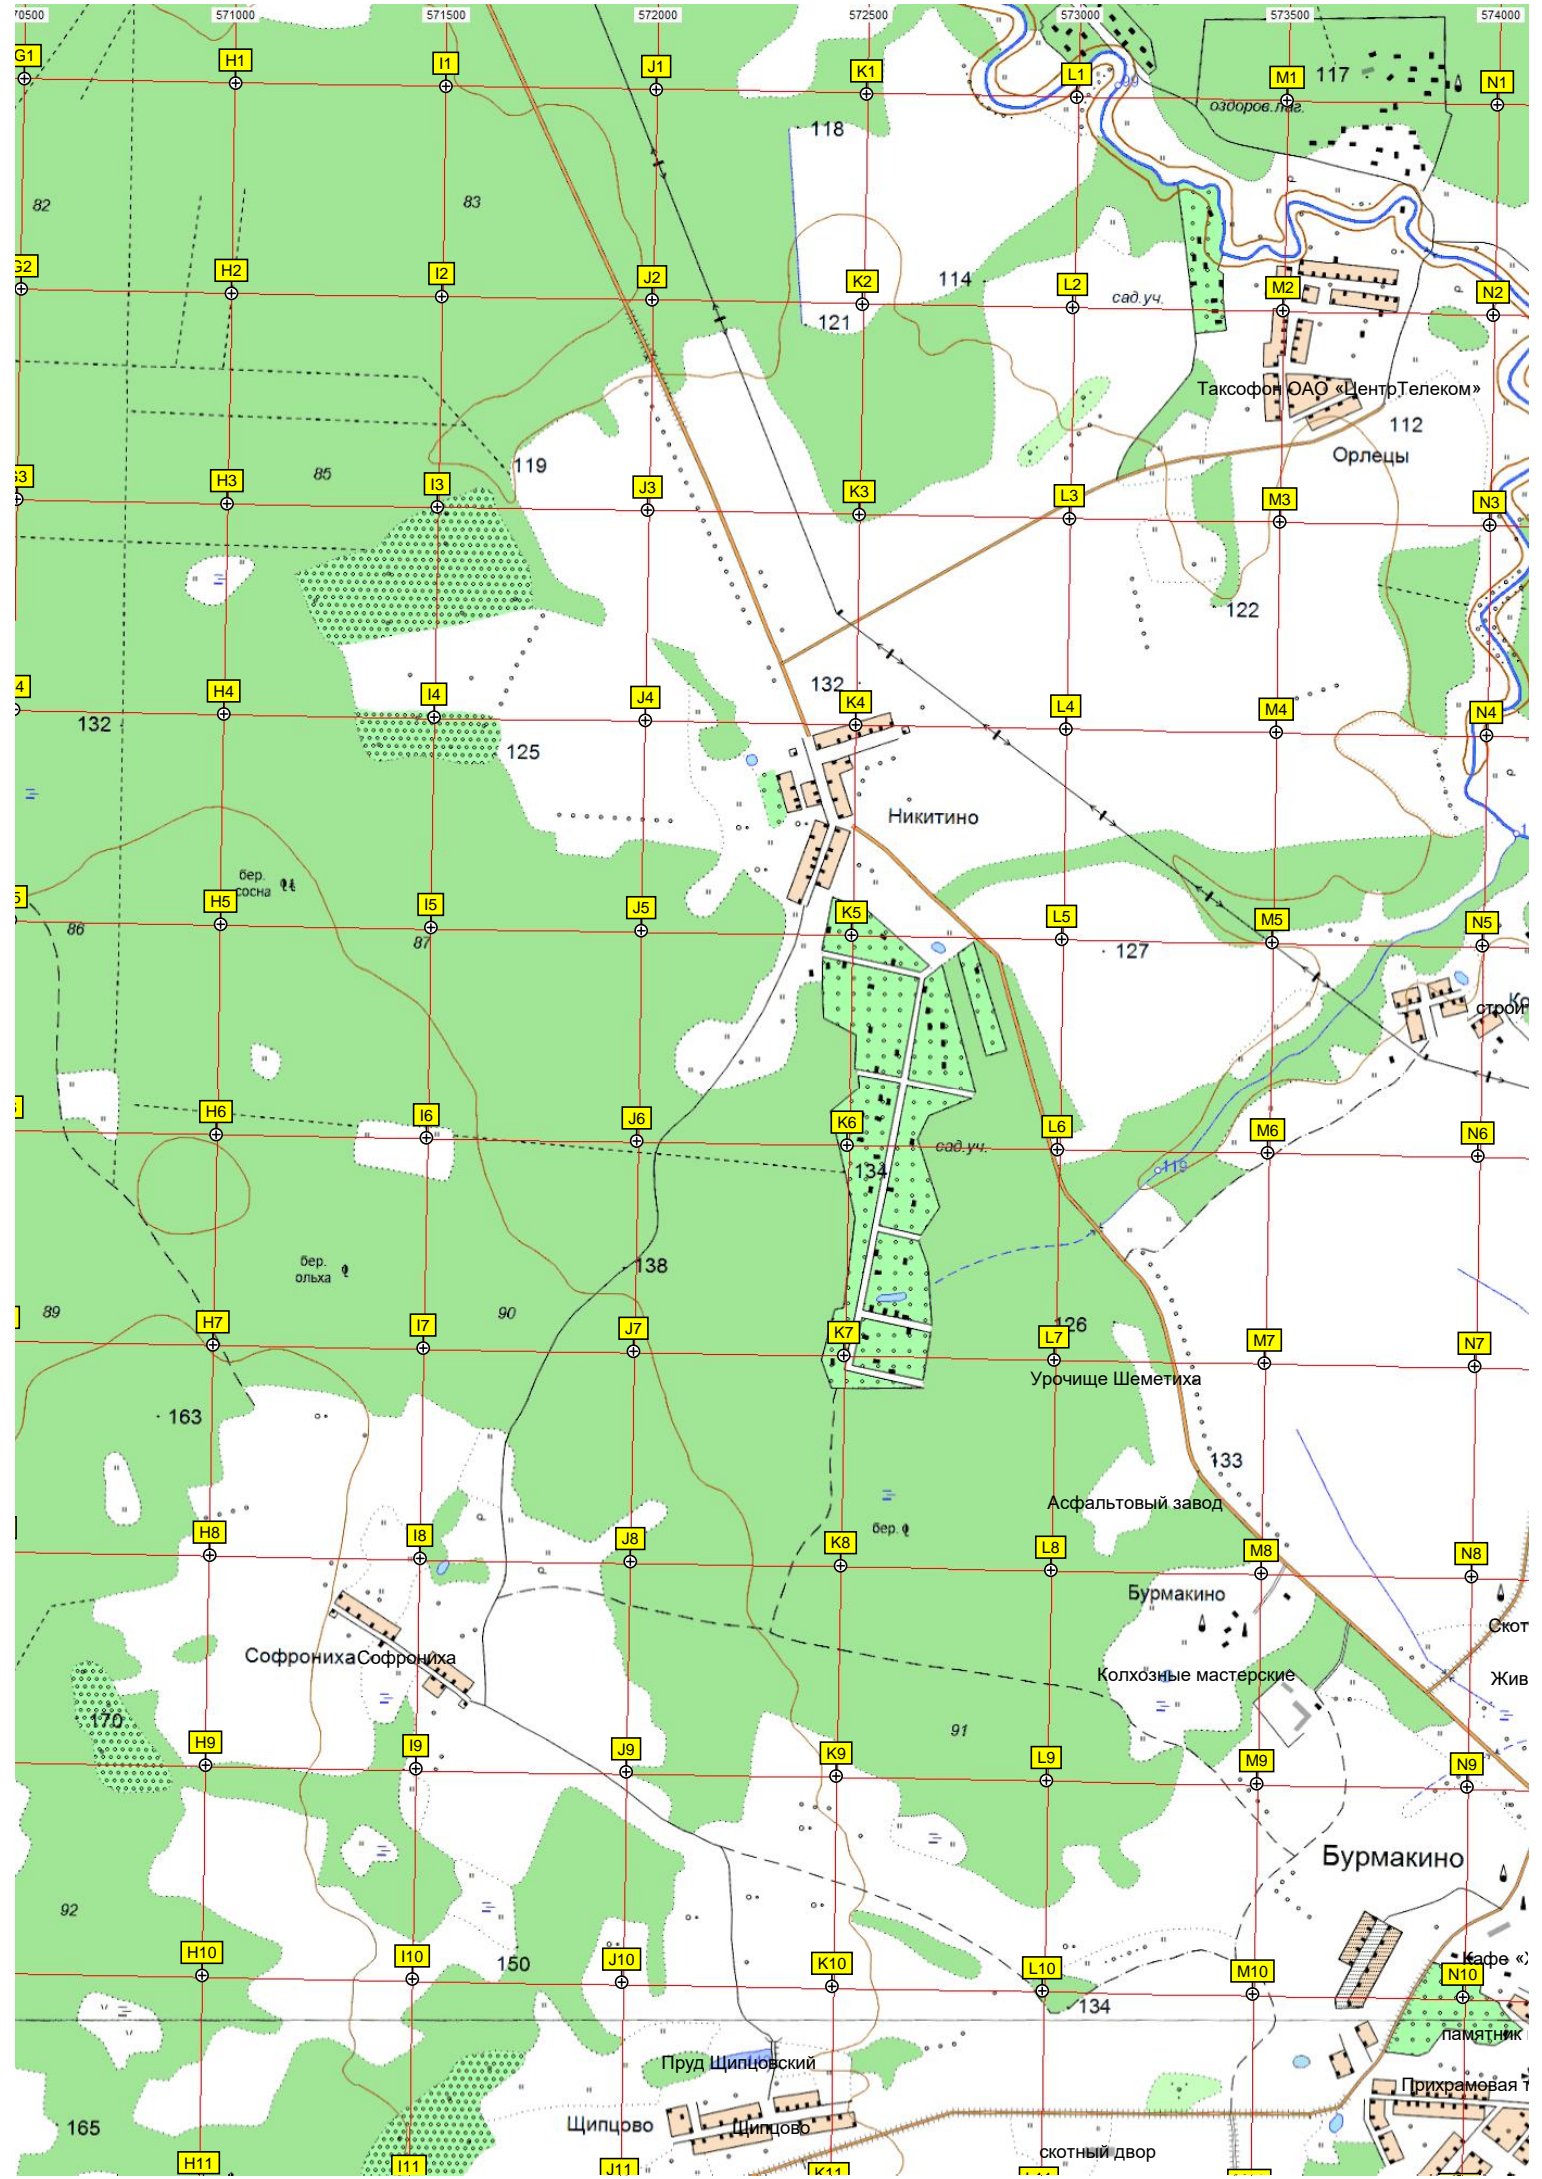 70500 571000 571500 572000 572500 573000 573500 574000
G1 H1 I1 J1 K1 L1 M1 N1
117
99
оздоров.лаг.
118
82
83
G2 H2 I2 J2 K2 L2 M2 N2
114
сад.уч.
121
Таксофон ОАО «ЦентрТелеком»
112
Орлецы
119
85
G3 H3 I3 J3 K3 L3 M3 N3
122
132
4 H4 I4 J4 K4 L4 M4 N4
132
125
Никитино
бер.
сосна
5 H5 I5 J5 K5 L5 M5 N5
86
87
127
строй
H6 I6 J6 K6 L6 M6 N6
сад.уч.
134
119
бер.
ольха
138
89
90
H7 I7 J7 K7 L7 M7 N7
126
Урочище Шеметиха
163
133
Асфальтовый завод
бер.
H8 I8 J8 K8 L8 M8 N8
Бурмакино
Скот
Софрониха Софрониха
Колхозные мастерские
Жив
170
91
H9 I9 J9 K9 L9 M9 N9
Бурмакино
92
Кафе «
150
H10 I10 J10 K10 L10 M10 N10
134
памятник
Пруд Щипцовский
Прихрамовая т
165
Щипцово
Щипцово
скотный двор
H11 I11 J11 K11 L11